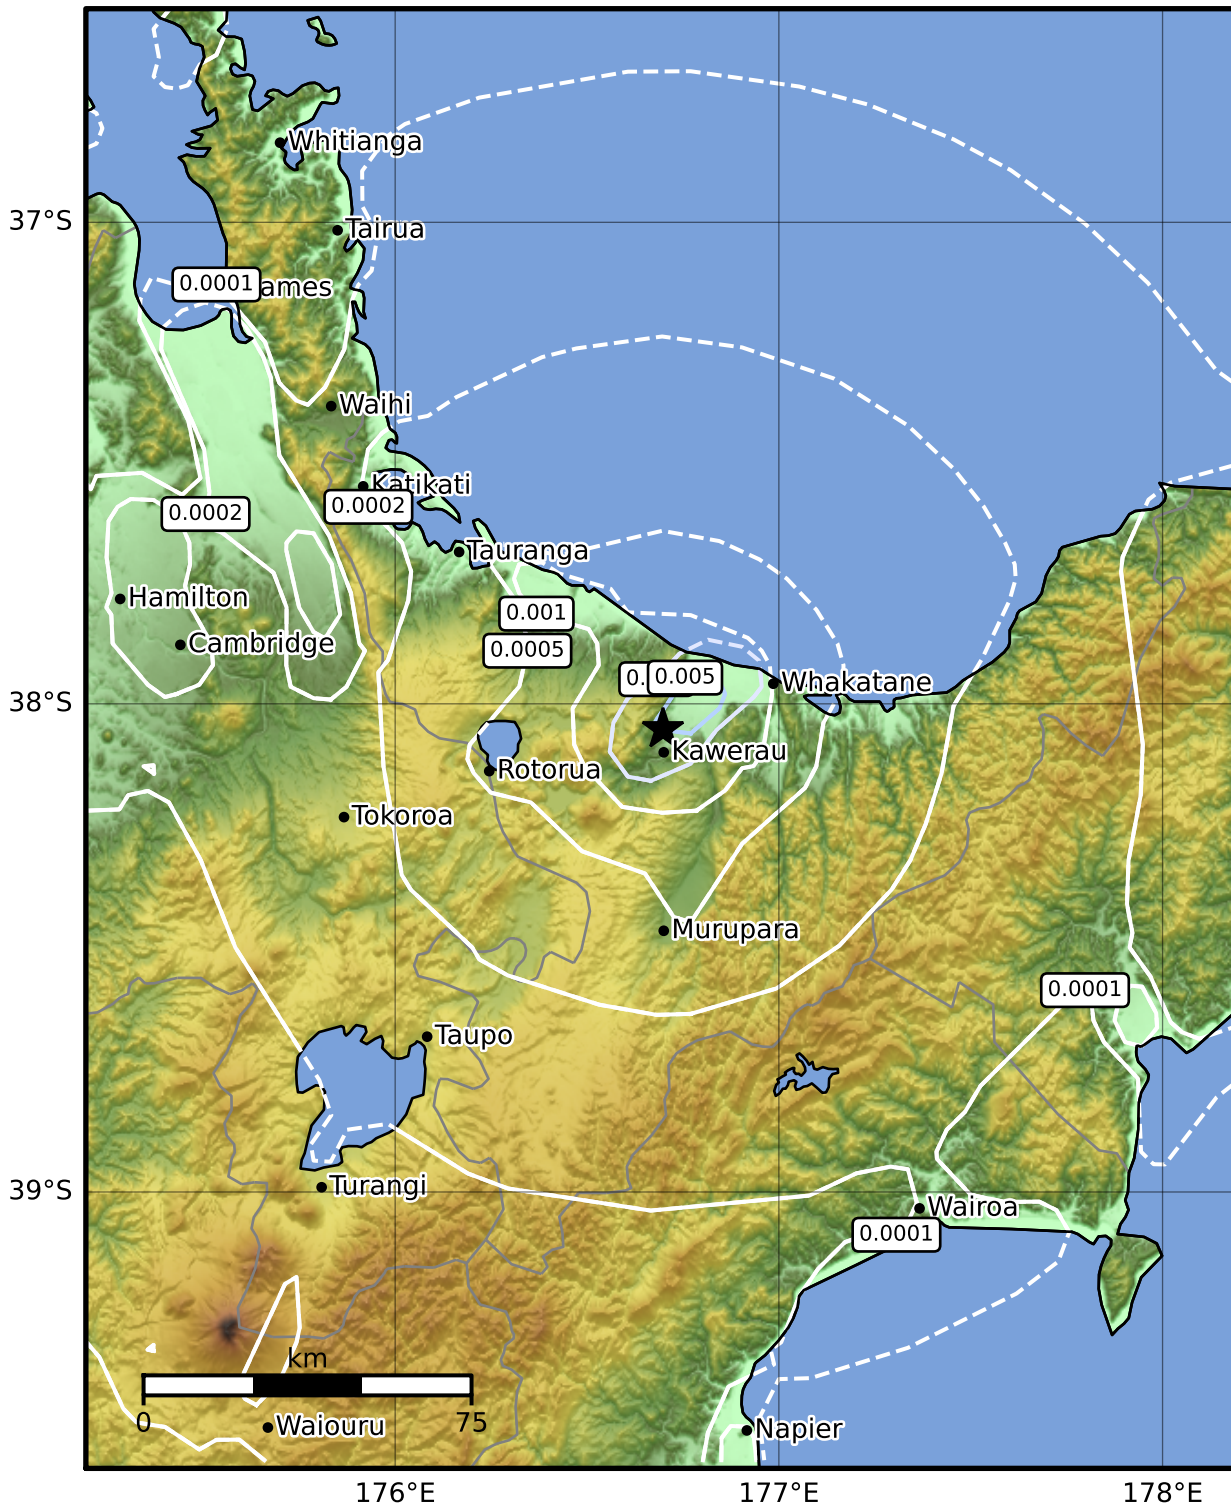 Whitianga
37°S
Tairua
0.0001
ames
Waihi
Katikati
0.0002
0.0002
Tauranga
Hamilton
0.001
Cambridge
0.0005
0.
0.005
Whakatane
38°S
Kawerau
Rotorua
Tokoroa
Murupara
0.0001
Taupo
39°S
Turangi
Wairoa
0.0001
km
0
75
Waiouru
Napier
176°E
177°E
178°E